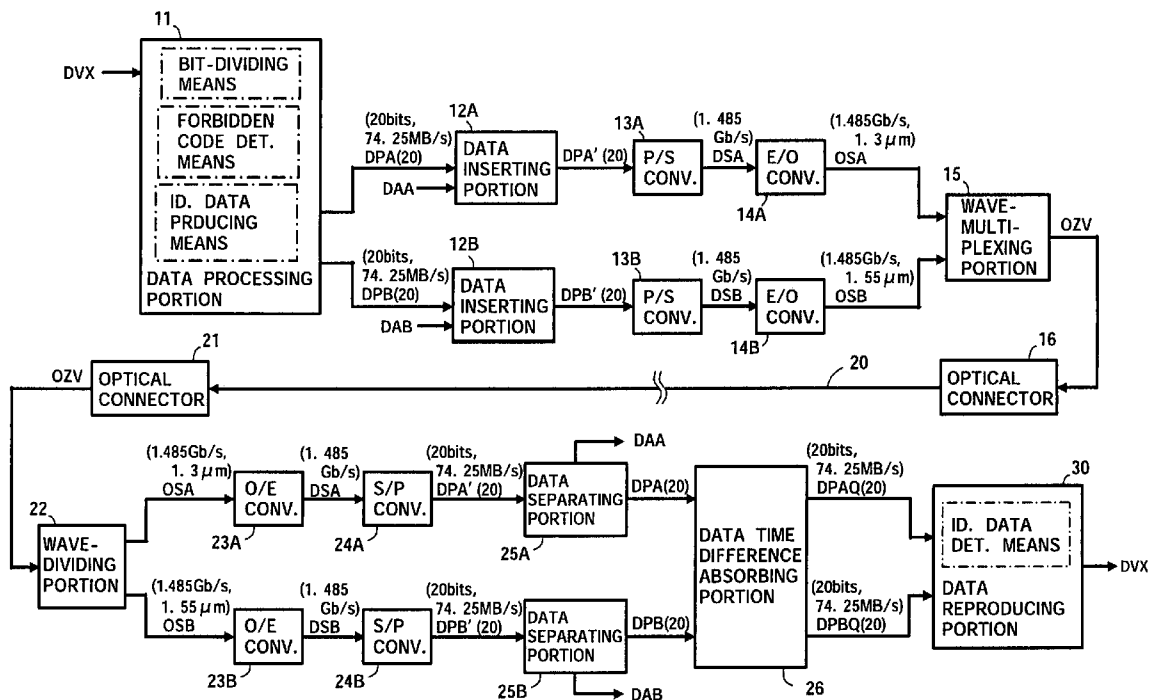 11
DVX
BIT-DIVIDING
MEANS
FORBIDDEN
CODE DET.
MEANS
ID. DATA
PRDUCING
MEANS
DATA PROCESSING
PORTION
(20bits,
74. 25MB/s)
DPA(20)
DAA
12A
DATA
INSERTING
PORTION
DPA' (20)
13A
P/S
CONV.
(1. 485
Gb/s)
DSA
E/O
CONV.
14A
(1.485Gb/s,
1. 3μm)
OSA
15
WAVE-
MULTI-
PLEXING
PORTION
OZV
(20bits,
74. 25MB/s)
DPB(20)
DAB
12B
DATA
INSERTING
PORTION
DPB' (20)
13B
P/S
CONV.
(1. 485
Gb/s)
DSB
E/O
CONV.
14B
(1.485Gb/s,
1. 55μm)
OSB
OZV
21
OPTICAL
CONNECTOR
20
16
OPTICAL
CONNECTOR
22
WAVE-
DIVIDING
PORTION
(1.485Gb/s,
1. 3μm)
OSA
O/E
CONV.
23A
(1. 485
Gb/s)
DSA
S/P
CONV.
24A
(20bits,
74. 25MB/s)
DPA' (20)
DATA
SEPARATING
PORTION
25A
DAA
DPA(20)
(1.485Gb/s,
1. 55μm)
OSB
O/E
CONV.
23B
(1. 485
Gb/s)
DSB
S/P
CONV.
24B
(20bits,
74. 25MB/s)
DPB' (20)
DATA
SEPARATING
PORTION
25B
DAB
DPB(20)
DATA TIME
DIFFERENCE
ABSORBING
PORTION
26
(20bits,
74. 25MB/s)
DPAQ(20)
(20bits,
74. 25MB/s)
DPBQ(20)
30
ID. DATA
DET. MEANS
DATA
REPRODUCING
PORTION
DVX